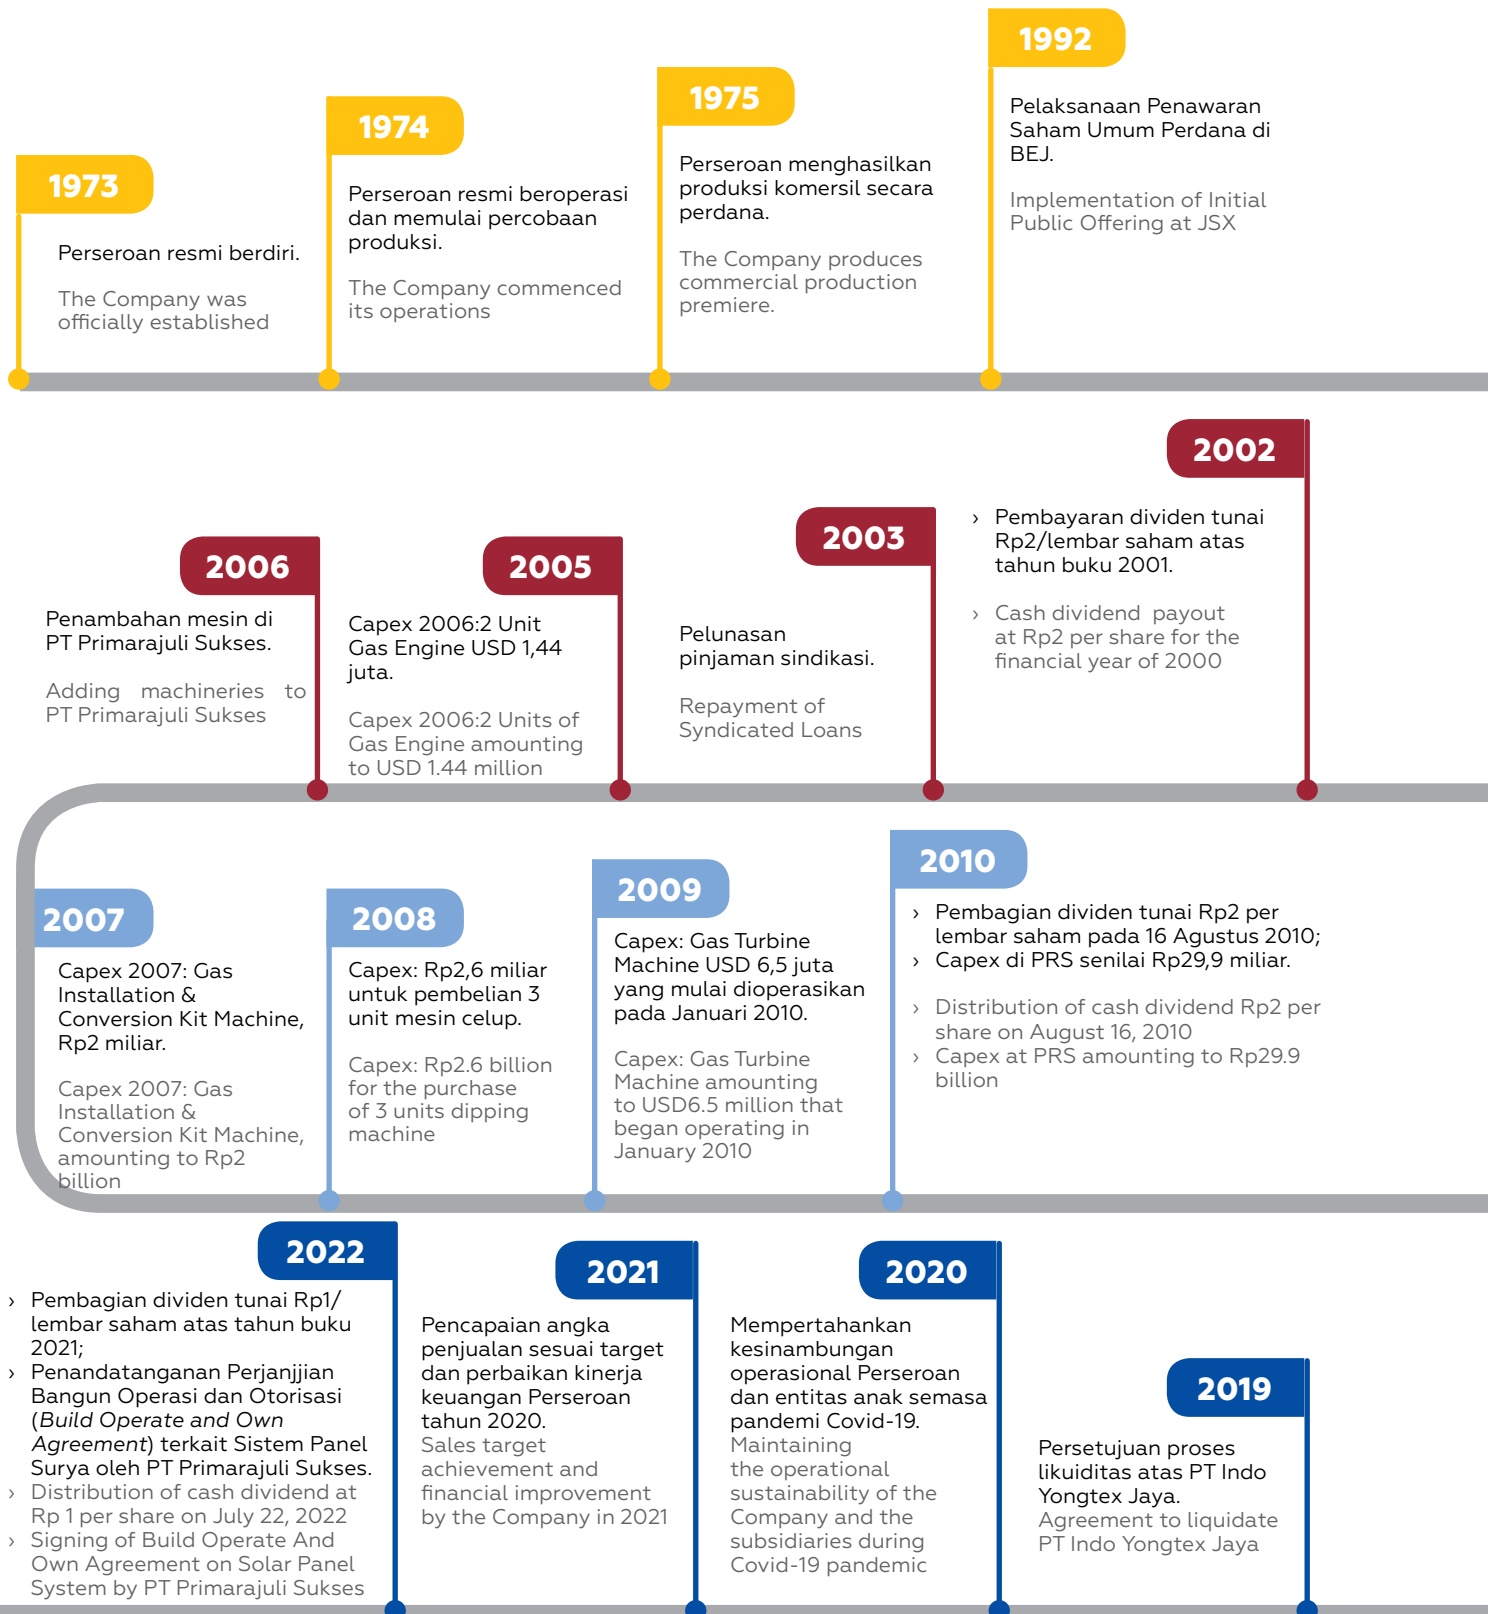 1973
Perseroan resmi berdiri.
The Company was
officially established
1974
Perseroan resmi beroperasi
dan memulai percobaan
produksi.
The Company commenced
its operations
1975
Perseroan menghasilkan
produksi komersil secara
perdana.
The Company produces
commercial production
premiere.
1992
Pelaksanaan Penawaran
Saham Umum Perdana di
BEJ.
Implementation of Initial
Public Offering at JSX
2002
› Pembayaran dividen tunai
Rp2/lembar saham atas
tahun buku 2001.
› Cash dividend payout
at Rp2 per share for the
financial year of 2000
2003
Pelunasan
pinjaman sindikasi.
Repayment of
Syndicated Loans
2005
Capex 2006:2 Unit
Gas Engine USD 1,44
juta.
Capex 2006:2 Units of
Gas Engine amounting
to USD 1.44 million
2006
Penambahan mesin di
PT Primarajuli Sukses.
Adding machineries to
PT Primarajuli Sukses
2007
Capex 2007: Gas
Installation &
Conversion Kit Machine,
Rp2 miliar.
Capex 2007: Gas
Installation &
Conversion Kit Machine,
amounting to Rp2
billion
2008
Capex: Rp2,6 miliar
untuk pembelian 3
unit mesin celup.
Capex: Rp2.6 billion
for the purchase
of 3 units dipping
machine
2009
Capex: Gas Turbine
Machine USD 6,5 juta
yang mulai dioperasikan
pada Januari 2010.
Capex: Gas Turbine
Machine amounting
to USD6.5 million that
began operating in
January 2010
2010
› Pembagian dividen tunai Rp2 per
lembar saham pada 16 Agustus 2010;
› Capex di PRS senilai Rp29,9 miliar.
› Distribution of cash dividend Rp2 per
share on August 16, 2010
› Capex at PRS amounting to Rp29.9
billion
2019
Persetujuan proses
likuiditas atas PT Indo
Yongtex Jaya.
Agreement to liquidate
PT Indo Yongtex Jaya
2020
Mempertahankan
kesinambungan
operasional Perseroan
dan entitas anak semasa
pandemi Covid-19.
Maintaining
the operational
sustainability of the
Company and the
subsidiaries during
Covid-19 pandemic
2021
Pencapaian angka
penjualan sesuai target
dan perbaikan kinerja
keuangan Perseroan
tahun 2020.
Sales target
achievement and
financial improvement
by the Company in 2021
2022
› Pembagian dividen tunai Rp1/
lembar saham atas tahun buku
2021;
› Penandatanganan Perjanjjian
Bangun Operasi dan Otorisasi
(Build Operate and Own
Agreement) terkait Sistem Panel
Surya oleh PT Primarajuli Sukses.
› Distribution of cash dividend at
Rp 1 per share on July 22, 2022
› Signing of Build Operate And
Own Agreement on Solar Panel
System by PT Primarajuli Sukses